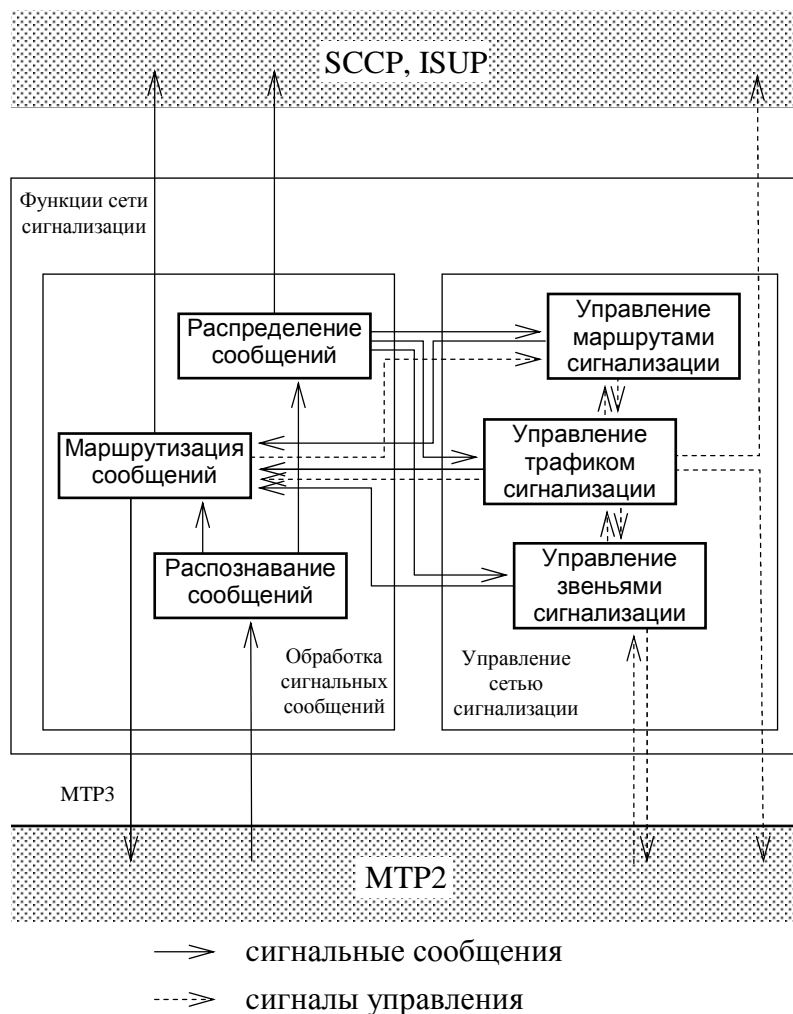 SCCP, ISUP
Функции сети
сигнализации
Распределение
сообщений
Управление
маршрутами
сигнализации
Маршрутизация
сообщений
Управление
трафиком
сигнализации
Распознавание
сообщений
Управление
звеньями
сигнализации
Обработка
сигнальных
сообщений
Управление
сетью
сигнализации
MTP3
MTP2
сигнальные сообщения
сигналы управления